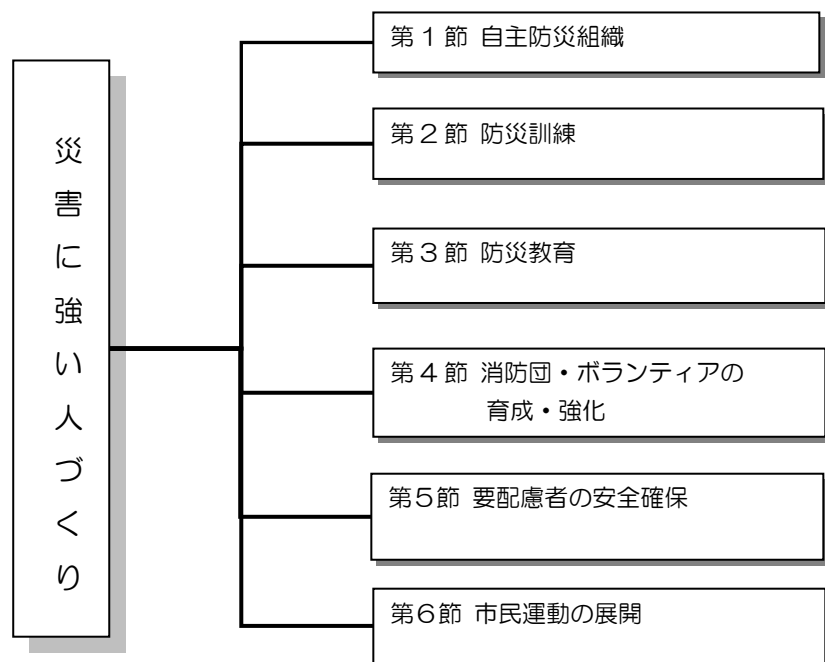 災害に強い人づくり
第１節 自主防災組織
第２節 防災訓練
第３節 防災教育
第４節 消防団・ボランティアの
育成・強化
第５節 要配慮者の安全確保
第６節 市民運動の展開